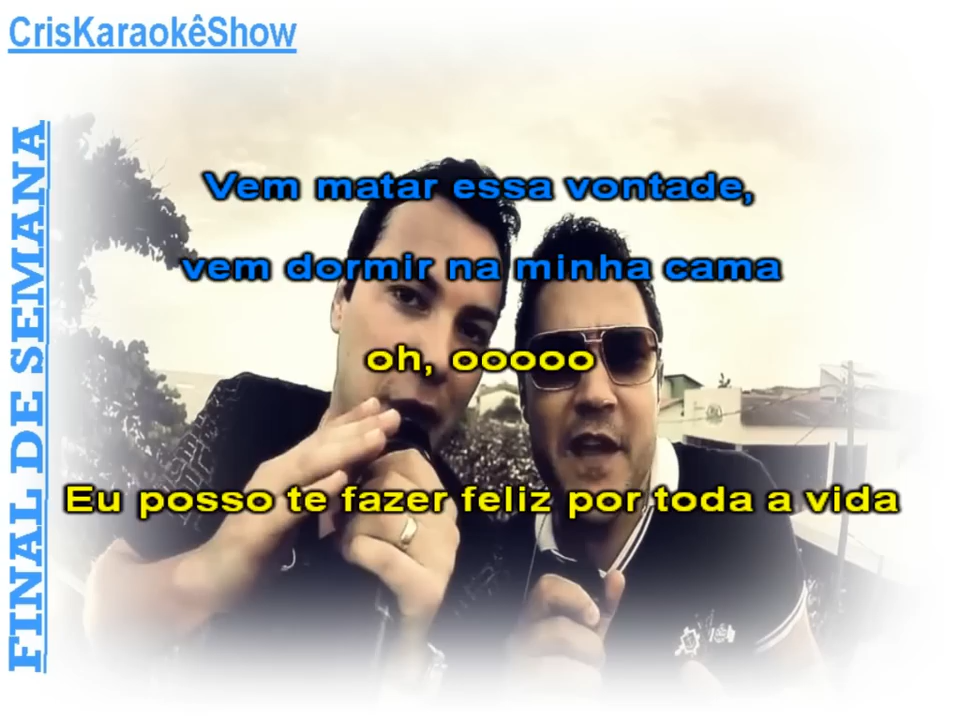 CrisKaraokêShow
FINAL DE SEMANA
Vem matar essa vontade,
vem dormir na minha cama
oh, ooooo
Eu posso te fazer feliz por toda a vida